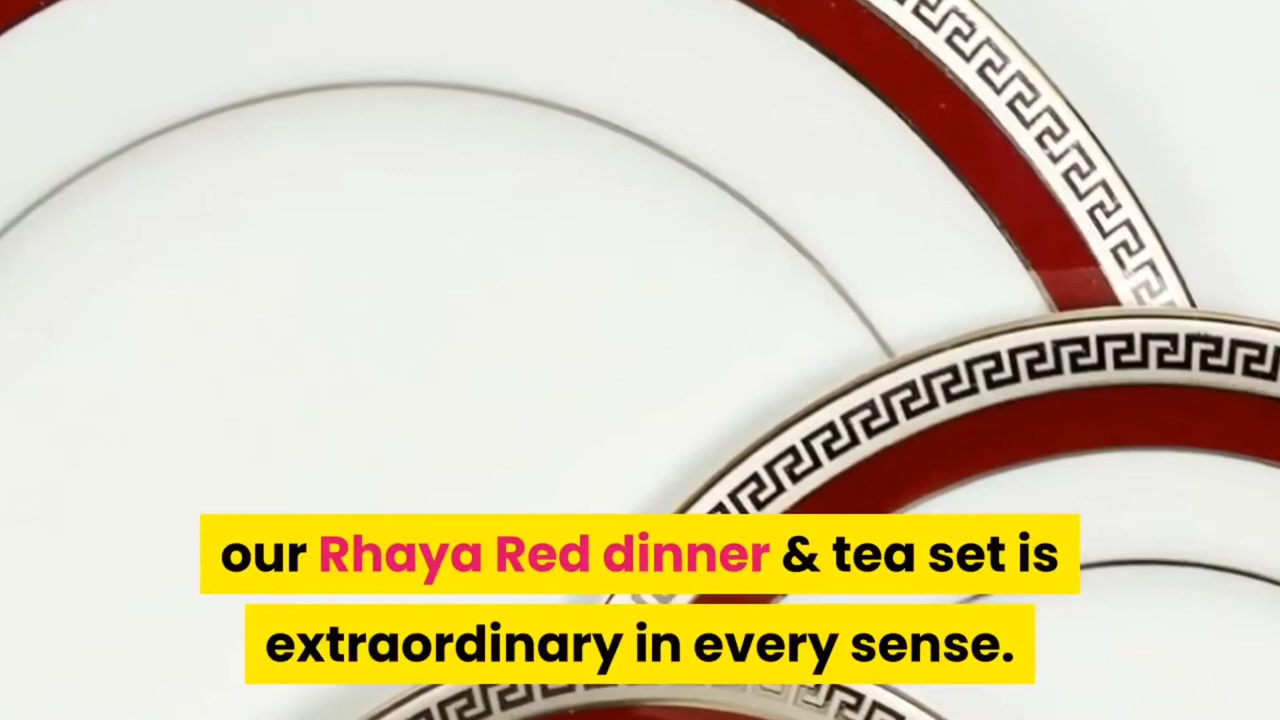 our Rhaya Red dinner & tea set is
extraordinary in every sense.